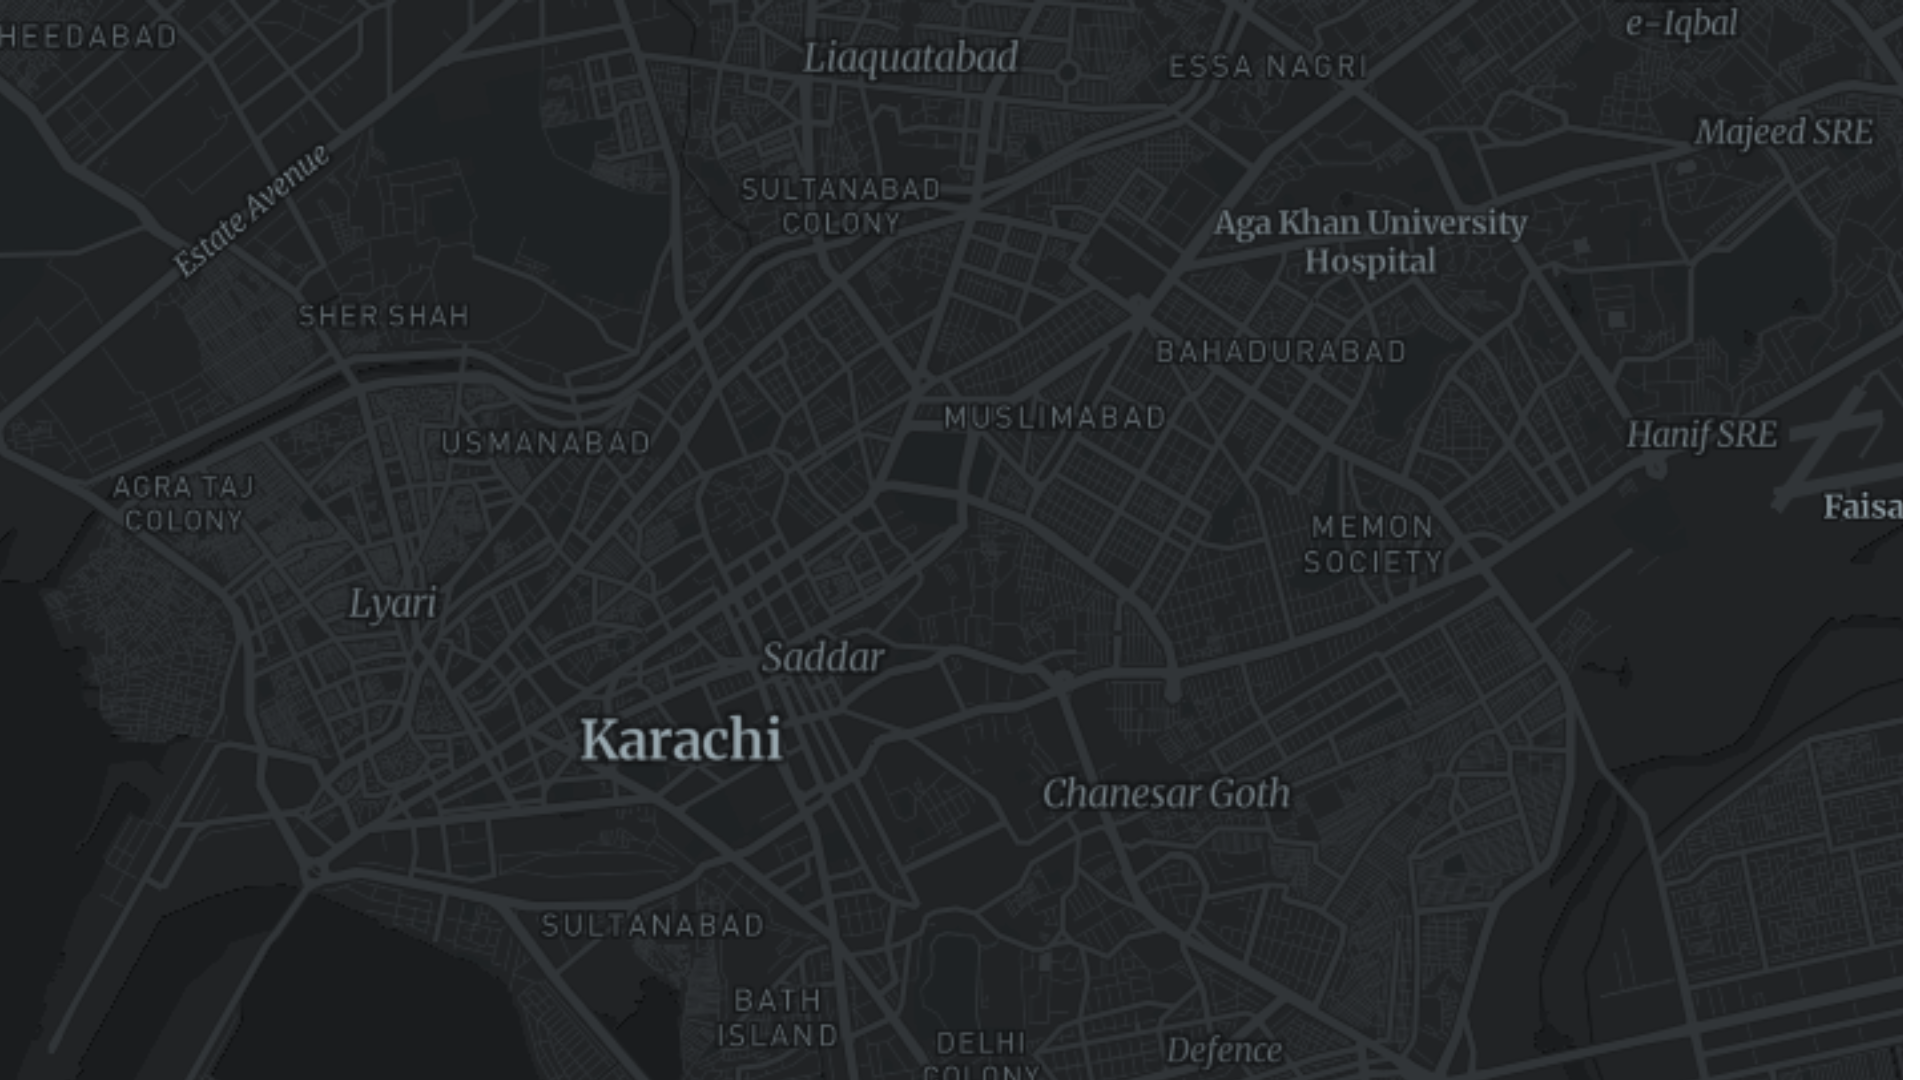 HEEDABAD
Liaquatabad
ESSA NAGRI
e-Iqbal
Majeed SRE
Estate Avenue
SULTANABAD
COLONY
Aga Khan University
Hospital
SHER SHAH
BAHADURABAD
MUSLIMABAD
Hanif SRE
USMANABAD
AGRA TAJ
COLONY
Faisa
MEMON
SOCIETY
Lyari
Saddar
Karachi
Chanesar Goth
SULTANABAD
BATH
ISLAND
DELHI
COLONY
Defence